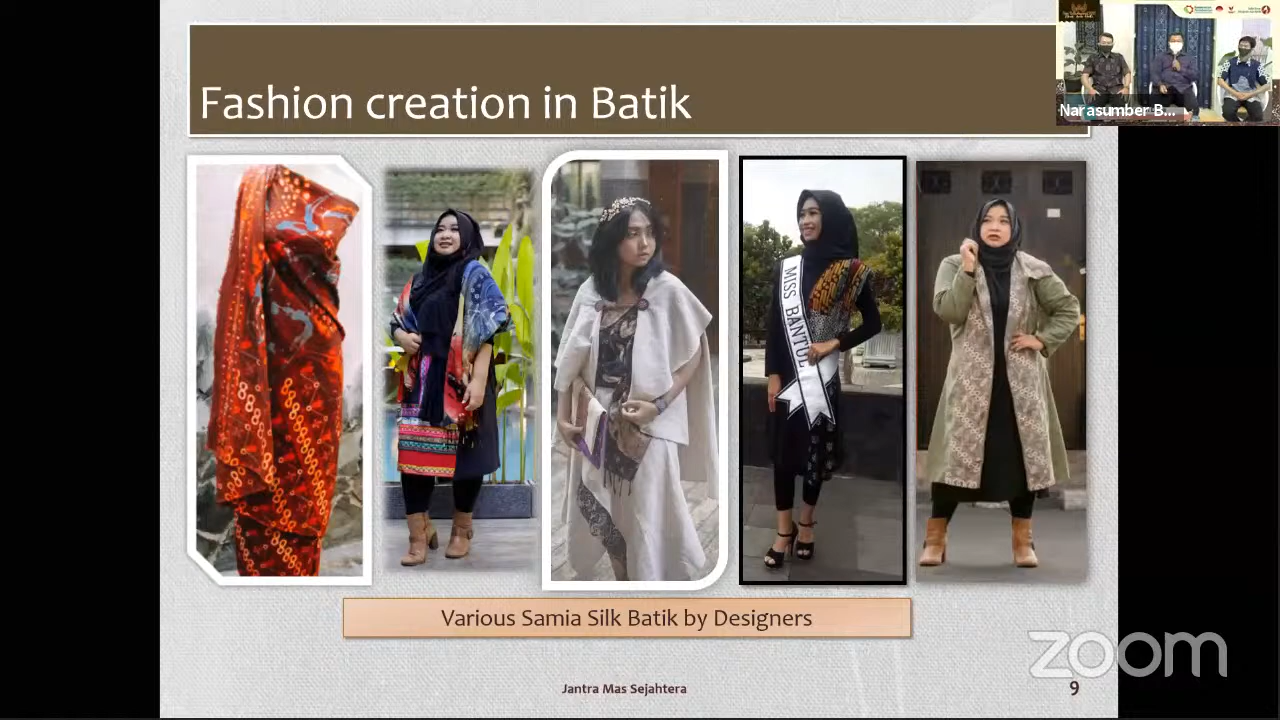 Fashion creation in Batik
Narasumber B...
MISS BANTUL
Various Samia Silk Batik by Designers
zoom
Jantra Mas Sejahtera
9